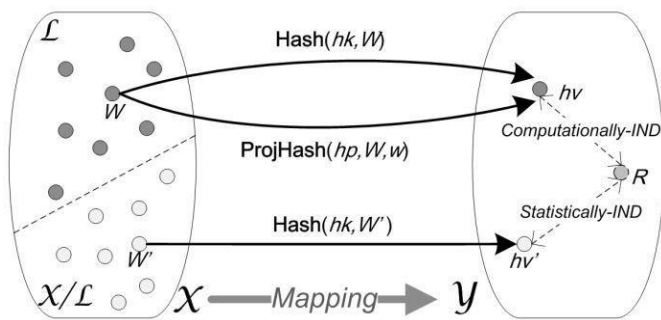 ℒ
Hash(hk,W)
W
hv
Computationally-IND
ProjHash(hp,W,w)
R
Statistically-IND
Hash(hk,W')
W'
hv'
𝒳/ℒ
𝒳 Mapping 𝒴